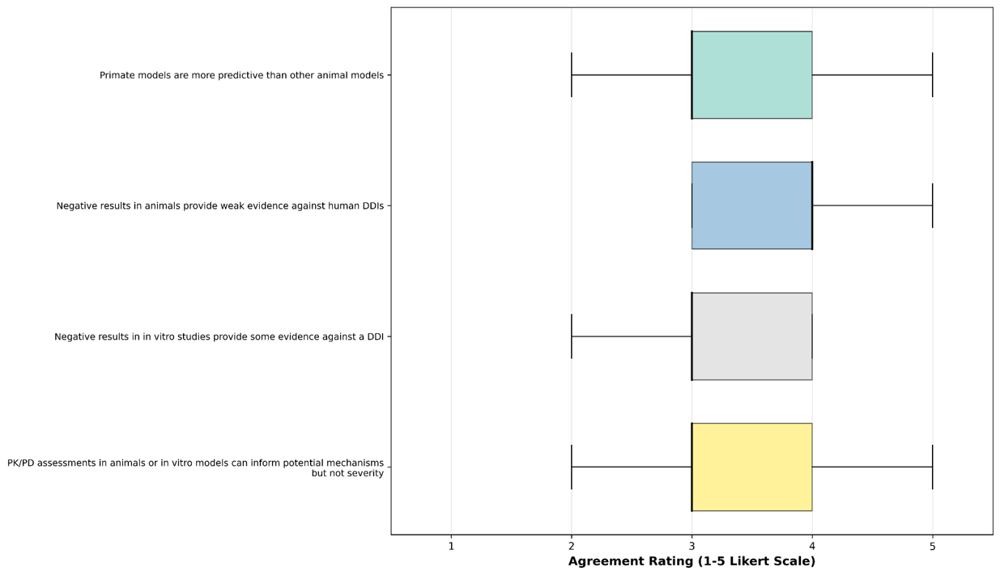 Primate models are more predictive than other animal models
Negative results in animals provide weak evidence against human DDIs
Negative results in in vitro studies provide some evidence against a DDI
PK/PD assessments in animals or in vitro models can inform potential mechanisms
but not severity
1 2 3 4 5
Agreement Rating (1-5 Likert Scale)